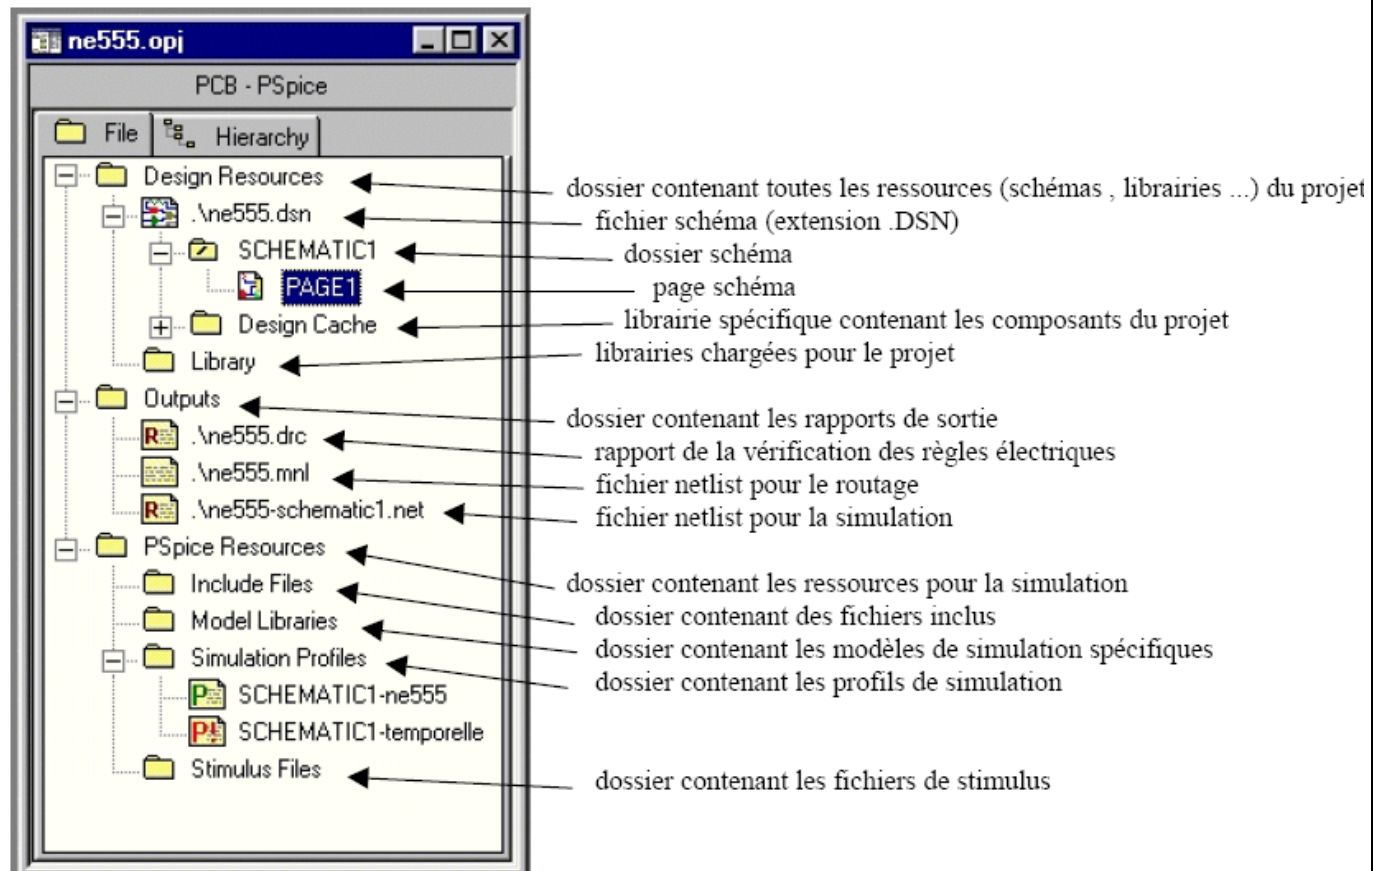 ne555.opj
PCB - PSpice
File Hierarchy
Design Resources dossier contenant toutes les ressources (schémas , librairies ...) du projet
.\ne555.dsn fichier schéma (extension .DSN)
SCHEMATIC1 dossier schéma
PAGE1 page schéma
Design Cache librairie spécifique contenant les composants du projet
Library librairies chargées pour le projet
Outputs dossier contenant les rapports de sortie
.\ne555.drc rapport de la vérification des règles électriques
.\ne555.mnl fichier netlist pour le routage
.\ne555-schematic1.net fichier netlist pour la simulation
PSpice Resources dossier contenant les ressources pour la simulation
Include Files dossier contenant des fichiers inclus
Model Libraries dossier contenant les modèles de simulation spécifiques
Simulation Profiles dossier contenant les profils de simulation
SCHEMATIC1-ne555
SCHEMATIC1-temporelle
Stimulus Files dossier contenant les fichiers de stimulus